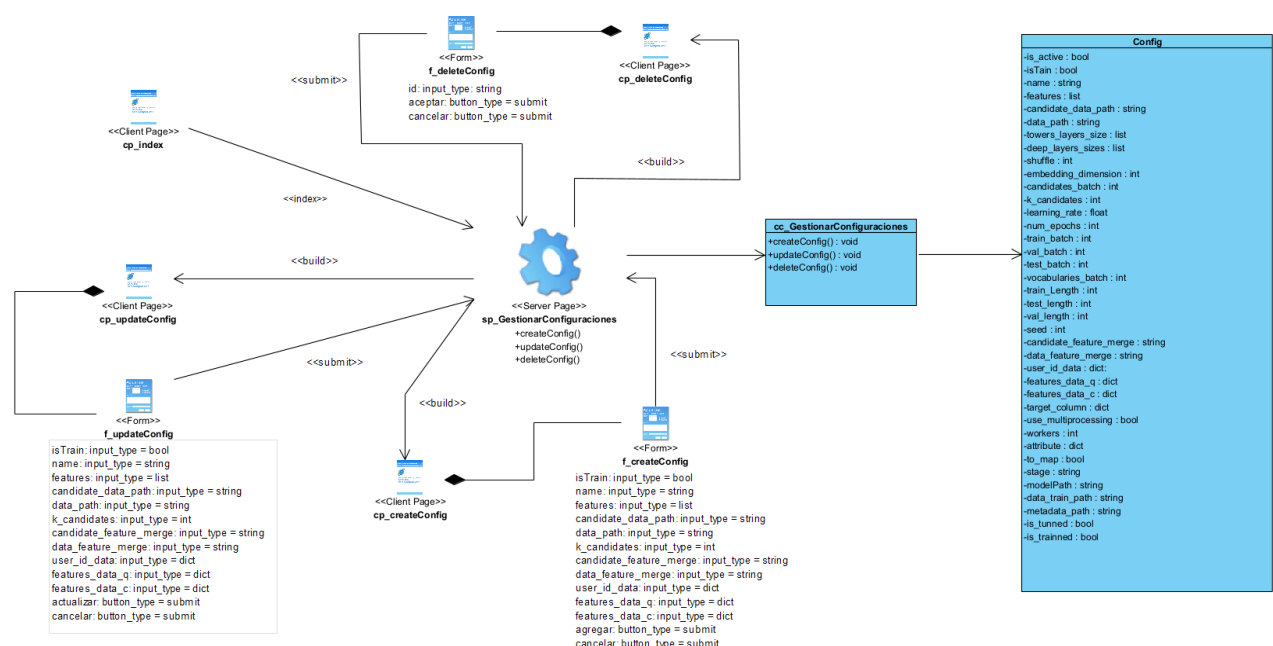 <<Form>>
f_deleteConfig
id: input_type: string
aceptar: button_type = submit
cancelar: button_type = submit
<<Client Page>>
cp_deleteConfig
<<submit>>
<<build>>
<<Client Page>>
cp_index
<<index>>
<<build>>
<<Client Page>>
cp_updateConfig
<<Server Page>>
sp_GestionarConfiguraciones
+createConfig()
+updateConfig()
+deleteConfig()
<<submit>>
<<submit>>
<<build>>
<<Form>>
f_updateConfig
isTrain: input_type = bool
name: input_type = string
features: input_type = list
candidate_data_path: input_type = string
data_path: input_type = string
k_candidates: input_type = int
candidate_feature_merge: input_type = string
data_feature_merge: input_type = string
user_id_data: input_type = dict
features_data_q: input_type = dict
features_data_c: input_type = dict
actualizar: button_type = submit
cancelar: button_type = submit
<<Client Page>>
cp_createConfig
<<Form>>
f_createConfig
isTrain: input_type = bool
name: input_type = string
features: input_type = list
candidate_data_path: input_type = string
data_path: input_type = string
k_candidates: input_type = int
candidate_feature_merge: input_type = string
data_feature_merge: input_type = string
user_id_data: input_type = dict
features_data_q: input_type = dict
features_data_c: input_type = dict
agregar: button_type = submit
cancelar: button_type = submit
cc_GestionarConfiguraciones
+createConfig() : void
+updateConfig() : void
+deleteConfig() : void
Config
-is_active : bool
-isTain : bool
-name : string
-features : list
-candidate_data_path : string
-data_path : string
-towers_layers_size : list
-deep_layers_sizes : list
-shuffle : int
-embedding_dimension : int
-candidates_batch : int
-k_candidates : int
-learning_rate : float
-num_epochs : int
-train_batch : int
-val_batch : int
-test_batch : int
-vocabularies_batch : int
-train_Length : int
-test_length : int
-val_length : int
-seed : int
-candidate_feature_merge : string
-data_feature_merge : string
-user_id_data : dict:
-features_data_q : dict
-features_data_c : dict
-target_column : dict
-use_multiprocessing : bool
-workers : int
-attribute : dict
-to_map : bool
-stage : string
-modelPath : string
-data_train_path : string
-metadata_path : string
-is_tunned : bool
-is_trainned : bool